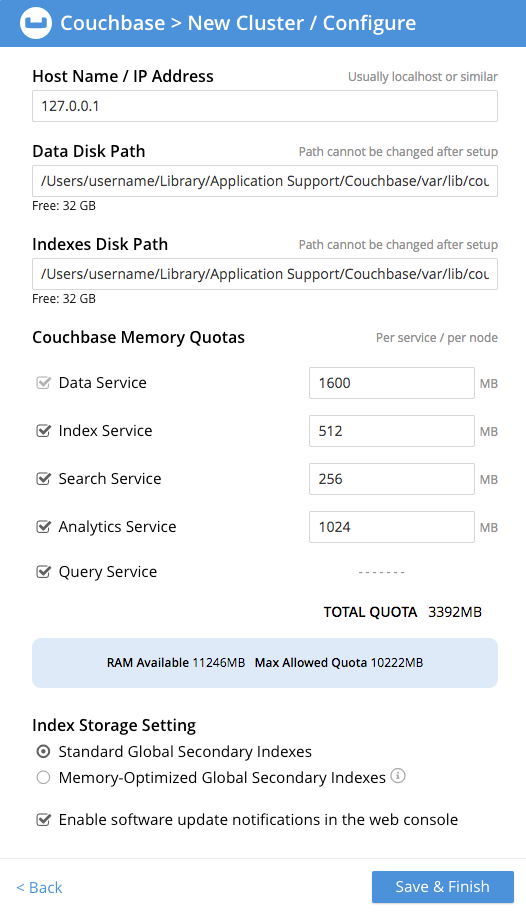 Couchbase > New Cluster / Configure
Host Name / IP Address Usually localhost or similar
127.0.0.1
Data Disk Path Path cannot be changed after setup
/Users/username/Library/Application Support/Couchbase/var/lib/cou
Free: 32 GB
Indexes Disk Path Path cannot be changed after setup
/Users/username/Library/Application Support/Couchbase/var/lib/cou
Free: 32 GB
Couchbase Memory Quotas Per service / per node
Data Service 1600 MB
Index Service 512 MB
Search Service 256 MB
Analytics Service 1024 MB
Query Service -------
TOTAL QUOTA 3392MB
RAM Available 11246MB Max Allowed Quota 10222MB
Index Storage Setting
Standard Global Secondary Indexes
Memory-Optimized Global Secondary Indexes
Enable software update notifications in the web console
< Back Save & Finish